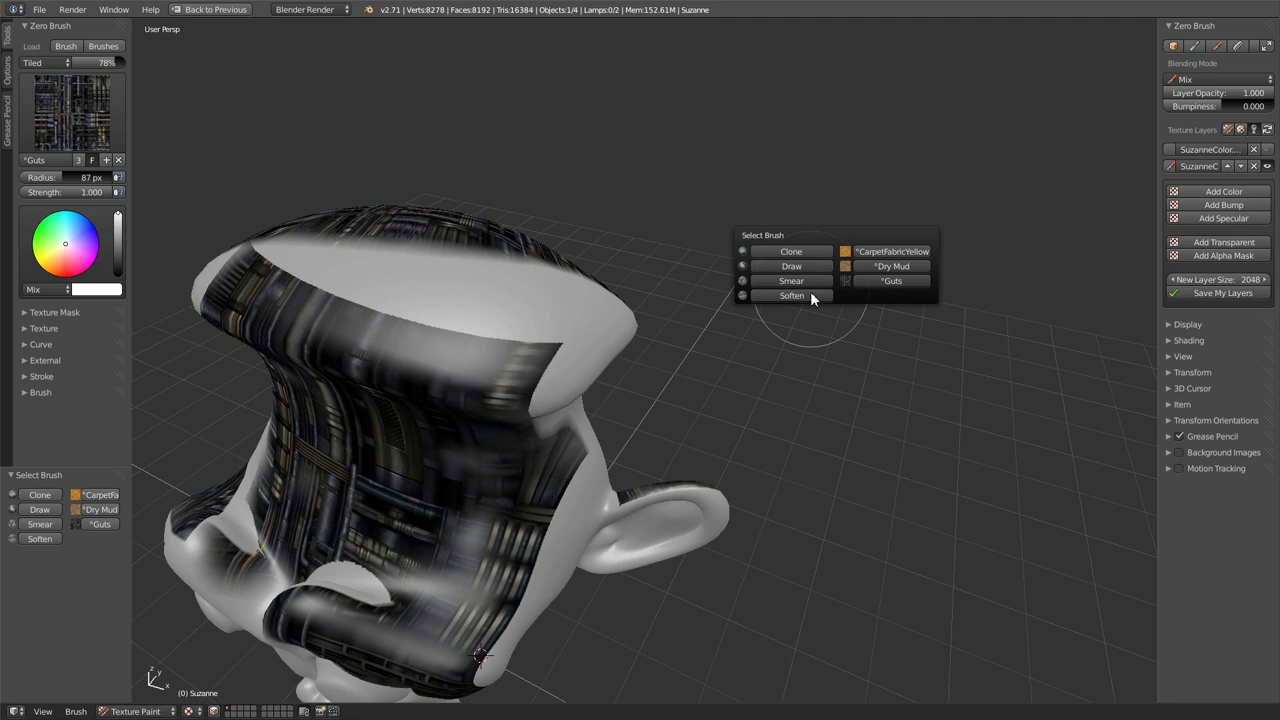 File Render Window Help Back to Previous Blender Render v2.71 | Verts:8278 | Faces:8192 | Tris:16384 | Objects:1/4 | Lamps:0/2 | Mem:152.61M | Suzanne
Tools
Options
Grease Pencil
Zero Brush
Load Brush Brushes
Tiled 78%
°Guts 3 F
Radius: 87 px
Strength: 1.000
Mix
Texture Mask
Texture
Curve
External
Stroke
Brush
Select Brush
Clone °CarpetFa
Draw °Dry Mud
Smear °Guts
Soften
User Persp
Select Brush
Clone °CarpetFabricYellow
Draw °Dry Mud
Smear °Guts
Soften
z
y
x
(0) Suzanne
View Brush Texture Paint
Zero Brush
Blending Mode
Mix
Layer Opacity: 1.000
Bumpiness: 0.000
Texture Layers
SuzanneColor....
SuzanneC
Add Color
Add Bump
Add Specular
Add Transparent
Add Alpha Mask
New Layer Size: 2048
Save My Layers
Display
Shading
View
Transform
3D Cursor
Item
Transform Orientations
Grease Pencil
Background Images
Motion Tracking